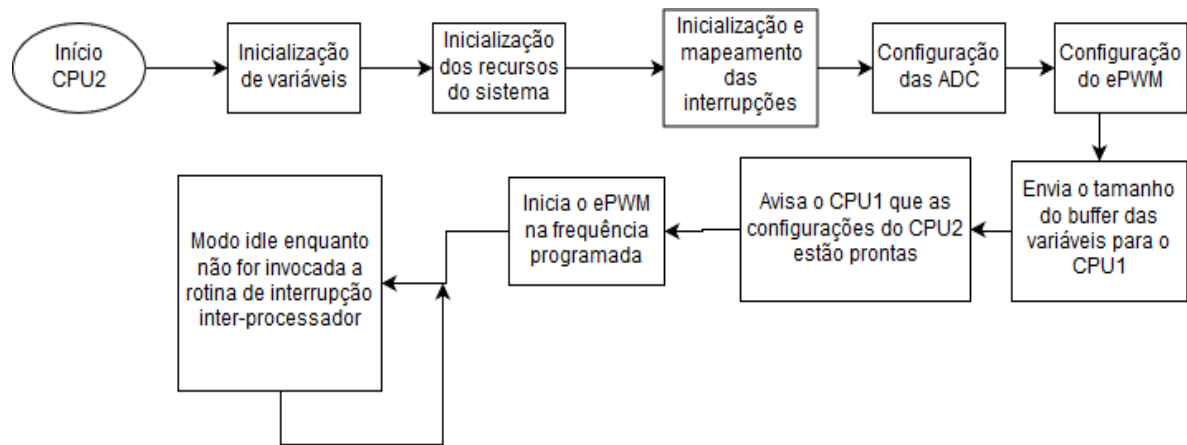 Início
CPU2
Inicialização
de variáveis
Inicialização
dos recursos
do sistema
Inicialização e
mapeamento
das
interrupções
Configuração
das ADC
Configuração
do ePWM
Envia o tamanho
do buffer das
variáveis para o
CPU1
Avisa o CPU1 que as
configurações do CPU2
estão prontas
Inicia o ePWM
na frequência
programada
Modo idle enquanto
não for invocada a
rotina de interrupção
inter-processador